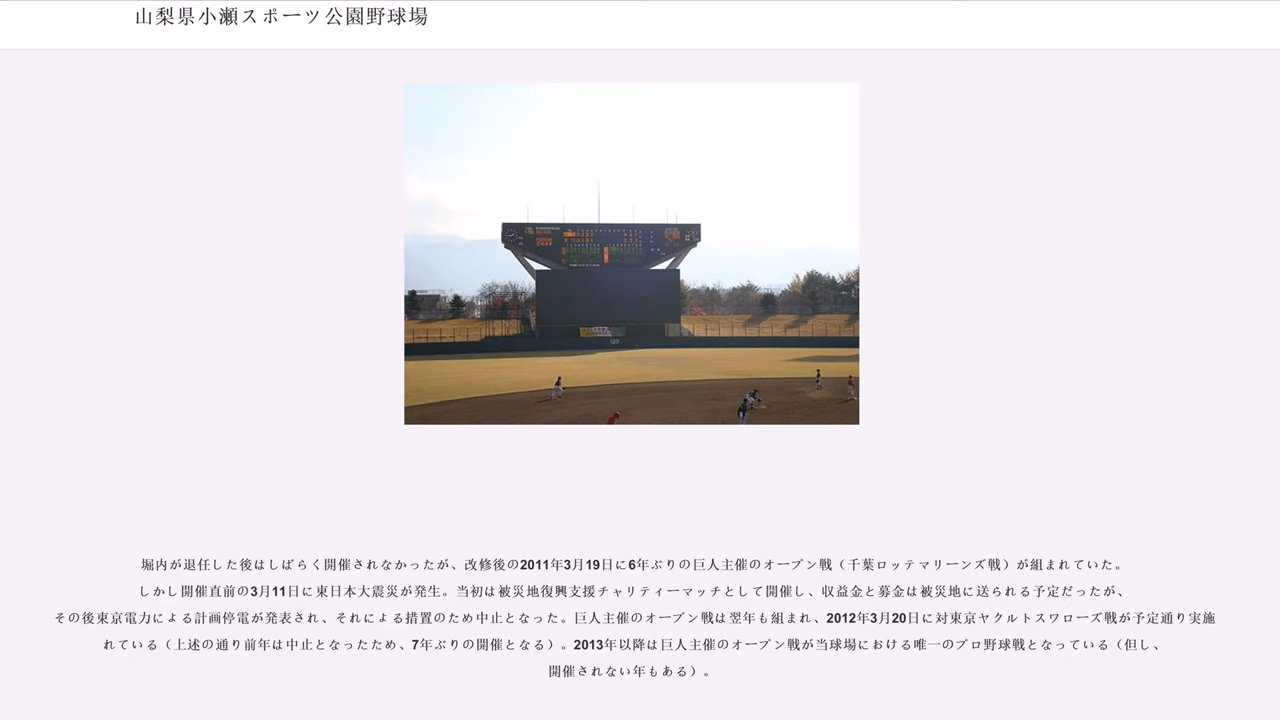 山梨県小瀬スポーツ公園野球場
120
堀内が退任した後はしばらく開催されなかったが、改修後の2011年3月19日に6年ぶりの巨人主催のオープン戦（千葉ロッテマリーンズ戦）が組まれていた。
しかし開催直前の3月11日に東日本大震災が発生。当初は被災地復興支援チャリティーマッチとして開催し、収益金と募金は被災地に送られる予定だったが、
その後東京電力による計画停電が発表され、それによる措置のため中止となった。巨人主催のオープン戦は翌年も組まれ、2012年3月20日に対東京ヤクルトスワローズ戦が予定通り実施
れている（上述の通り前年は中止となったため、7年ぶりの開催となる）。2013年以降は巨人主催のオープン戦が当球場における唯一のプロ野球戦となっている（但し、
開催されない年もある）。